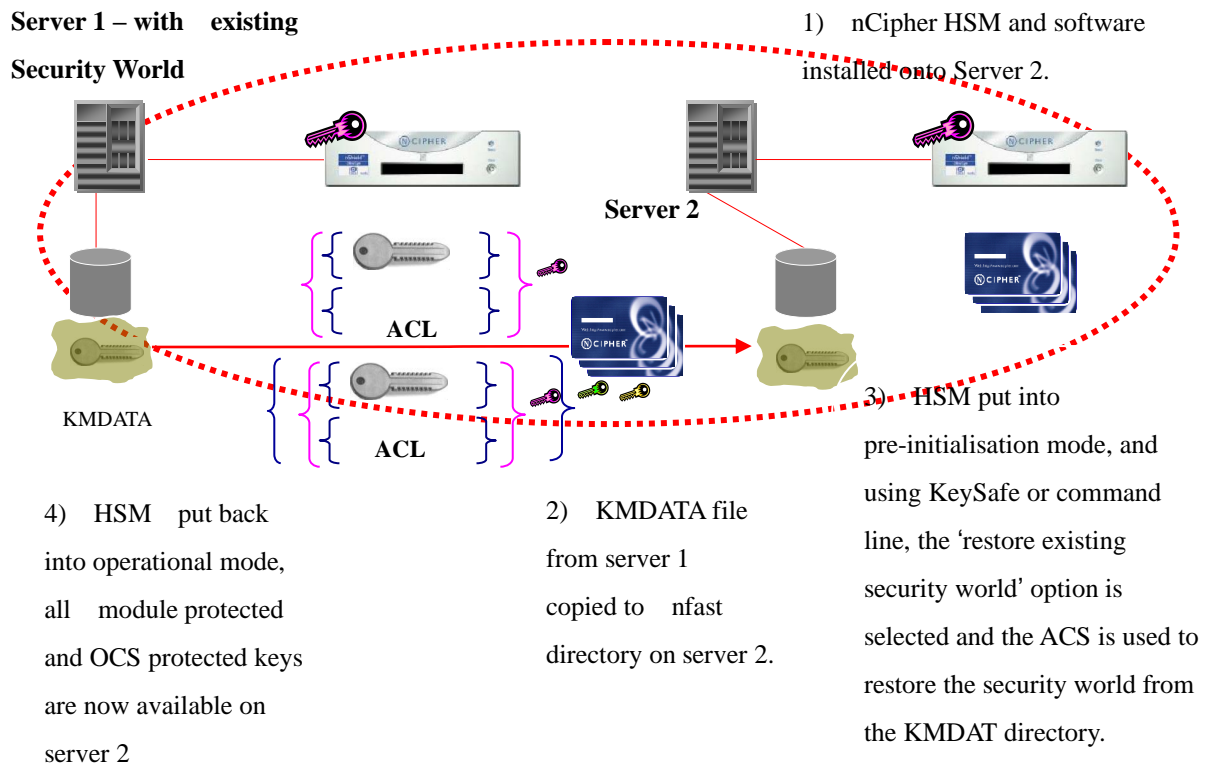 Server 1 – with existing
Security World
1) nCipher HSM and software
installed onto Server 2.
NCIPHER
NCIPHER
Server 2
ACL
NCIPHER
NCIPHER
KMDATA
ACL
4) HSM put back
into operational mode,
all module protected
and OCS protected keys
are now available on
server 2
2) KMDATA file
from server 1
copied to nfast
directory on server 2.
3) HSM put into
pre-initialisation mode, and
using KeySafe or command
line, the ‘restore existing
security world’ option is
selected and the ACS is used to
restore the security world from
the KMDAT directory.